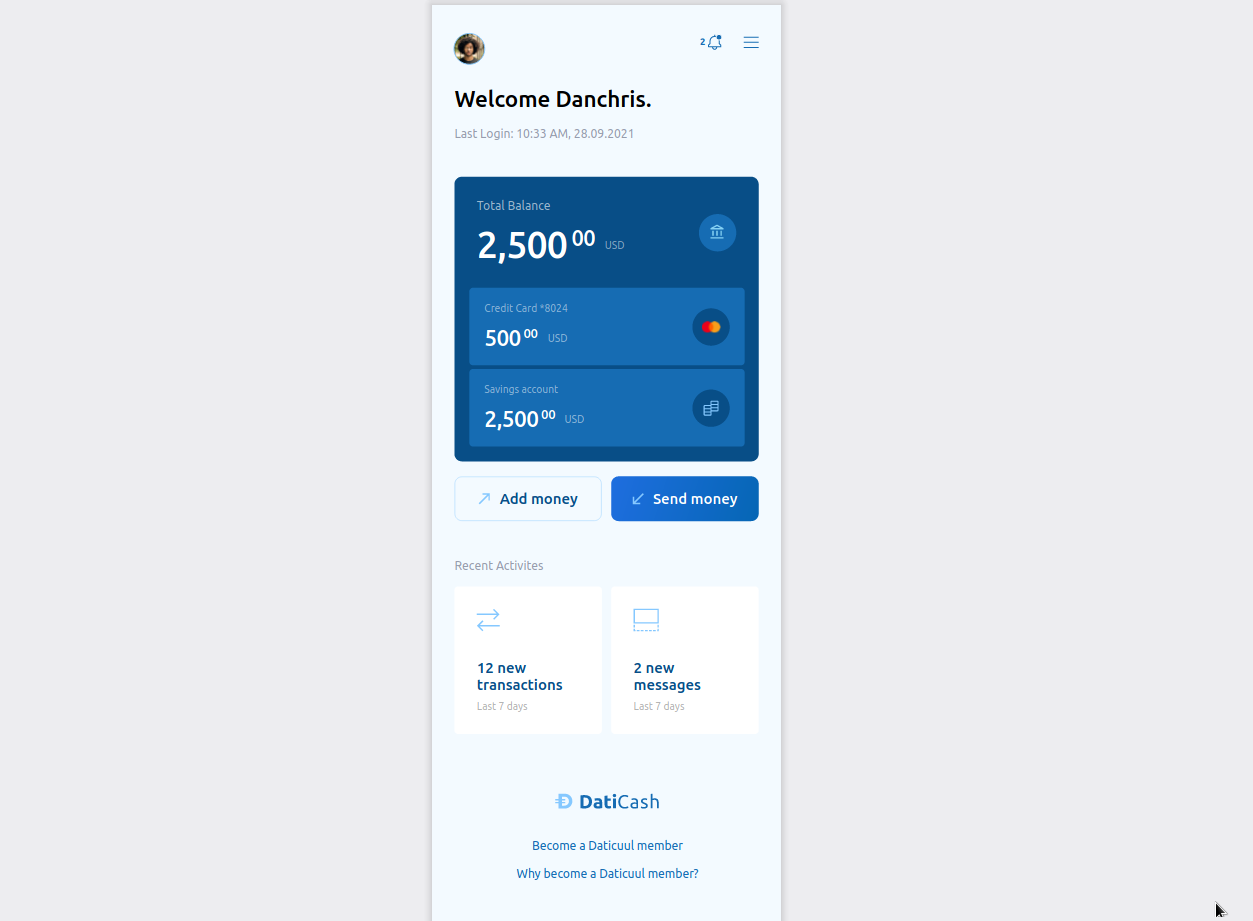 2
Welcome Danchris.
Last Login: 10:33 AM, 28.09.2021
Total Balance
2,500 00 USD
Credit Card *8024
500 00 USD
Savings account
2,500 00 USD
Add money
Send money
Recent Activites
12 new
transactions
Last 7 days
2 new
messages
Last 7 days
DatiCash
Become a Daticuul member
Why become a Daticuul member?